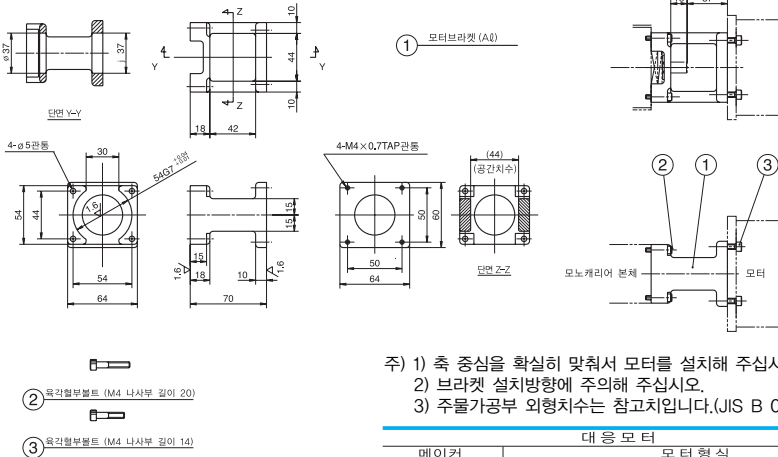 ø37
37
단면 Y-Y
Z
Z
Y
Y
10
44
10
18
42
1 모터브라켓 (Aℓ)
4-ø5관통
30
54G7
1.6
54
44
54
64
15
15
15
18
10
1.6
1.6
70
4-M4×0.7TAP관통
50
60
50
64
(44)
(공간치수)
단면 Z-Z
2
1
3
모노캐리어 본체
모터
2 육각혈부볼트 (M4 나사부 길이 20)
3 육각혈부볼트 (M4 나사부 길이 14)
주) 1) 축 중심을 확실히 맞춰서 모터를 설치해 주십시
2) 브라켓 설치방향에 주의해 주십시오.
3) 주물가공부 외형치수는 참고치입니다.(JIS B 0
대응모터
메이커
모터형식